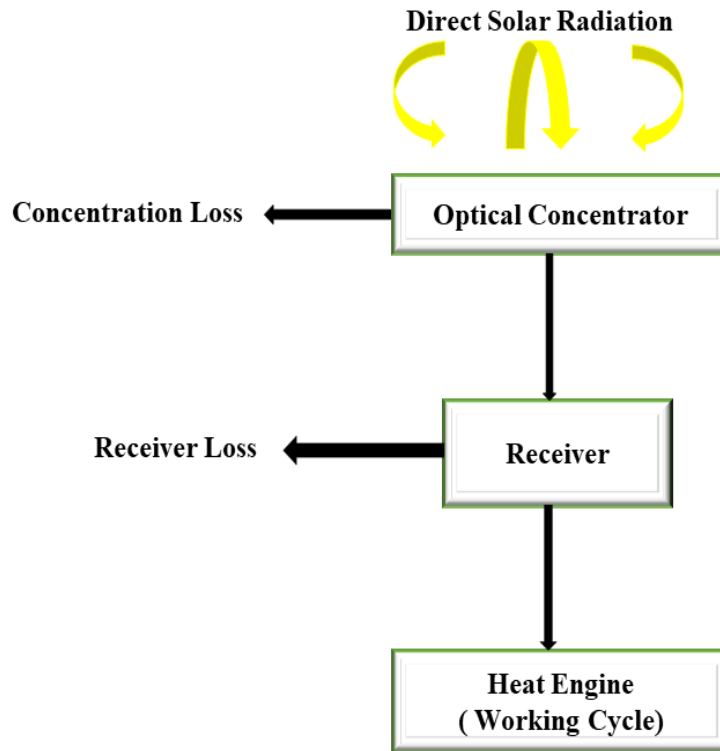 Direct Solar Radiation
Concentration Loss
Optical Concentrator
Receiver Loss
Receiver
Heat Engine
( Working Cycle)